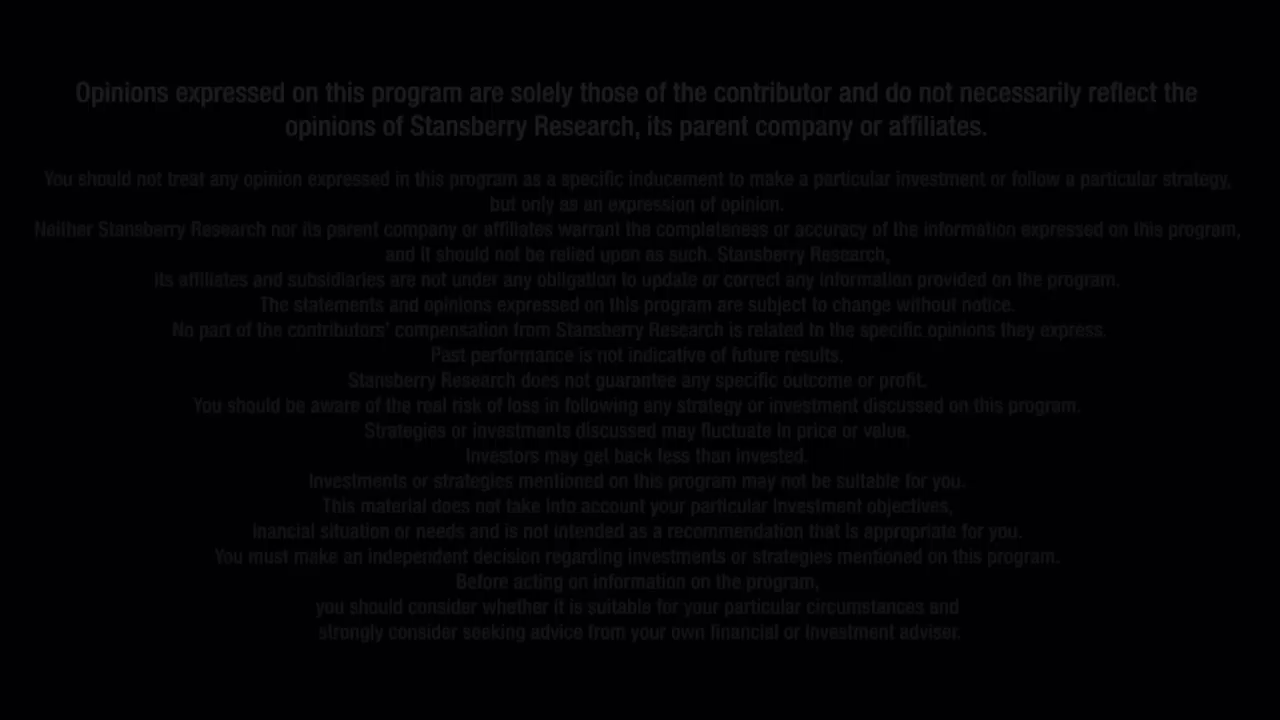 Opinions expressed on this program are solely those of the contributor and do not necessarily reflect the
opinions of Stansberry Research, its parent company or affiliates.
You should not treat any opinion expressed in this program as a specific inducement to make a particular investment or follow a particular strategy,
but only as an expression of opinion.
Neither Stansberry Research nor its parent company or affiliates warrant the completeness or accuracy of the information expressed on this program,
and it should not be relied upon as such. Stansberry Research,
its affiliates and subsidiaries are not under any obligation to update or correct any information provided on the program.
The statements and opinions expressed on this program are subject to change without notice.
No part of the contributors' compensation from Stansberry Research is related to the specific opinions they express.
Past performance is not indicative of future results.
Stansberry Research does not guarantee any specific outcome or profit.
You should be aware of the real risk of loss in following any strategy or investment discussed on this program.
Strategies or investments discussed may fluctuate in price or value.
Investors may get back less than invested.
Investments or strategies mentioned on this program may not be suitable for you.
This material does not take into account your particular investment objectives,
inancial situation or needs and is not intended as a recommendation that is appropriate for you.
You must make an independent decision regarding investments or strategies mentioned on this program.
Before acting on information on the program,
you should consider whether it is suitable for your particular circumstances and
strongly consider seeking advice from your own financial or investment adviser.